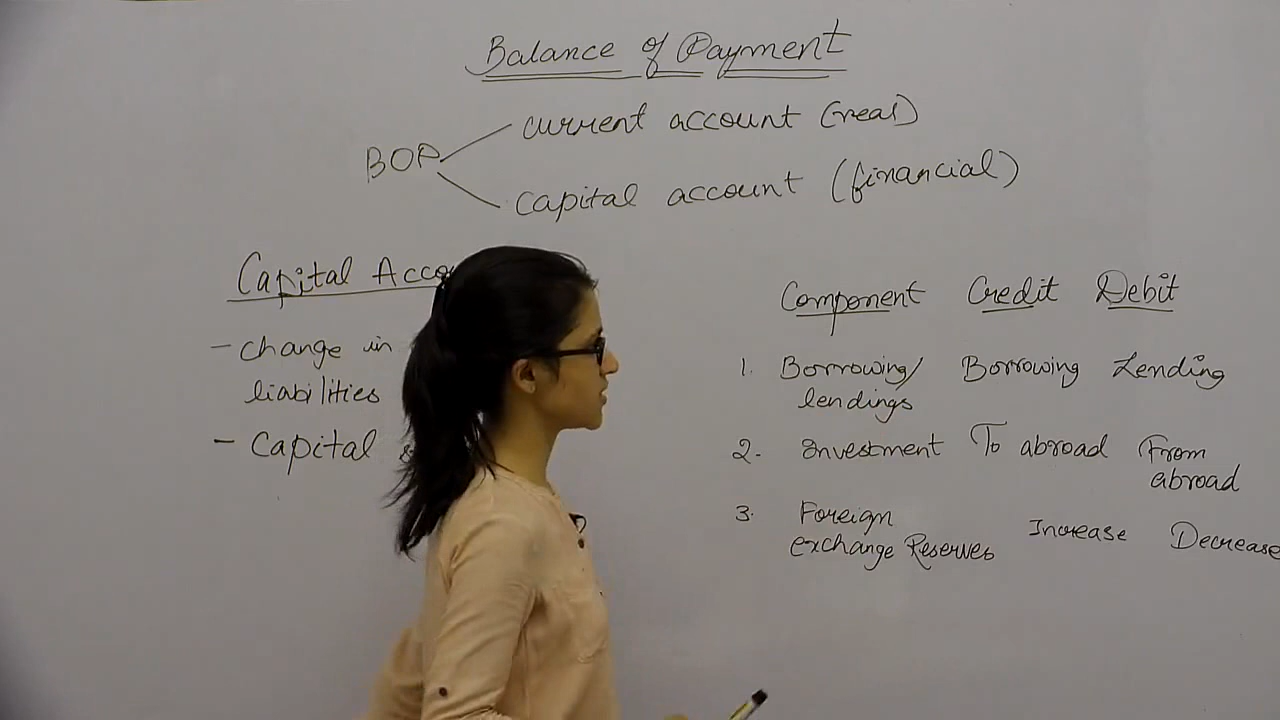 Balance of Payment
BOP
current account (real)
capital account (financial)
Capital
- change in
liabilities
- Capital
Component Credit Debit
1. Borrowing/ Borrowing Lending
lendings
2. Investment To abroad From
abroad
3. Foreign
exchange Reserves Increase Decrease